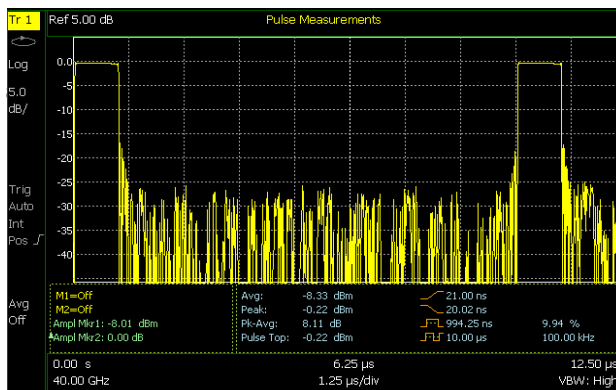 Tr 1
Ref 5.00 dB
Pulse Measurements
Log
5.0
dB/
0.0
-5
-10
-15
-20
-25
-30
-35
-40
Trig
Auto
Int
Pos
Avg
Off
M1=Off
M2=Off
Ampl Mkr1: -8.01 dBm
Ampl Mkr2: 0.00 dB
Avg: -8.33 dBm 21.00 ns
Peak: -0.22 dBm 20.02 ns
Pk-Avg: 8.11 dB 994.25 ns 9.94 %
Pulse Top: -0.22 dBm 10.00 µs 100.00 kHz
0.00 s 6.25 µs 12.50 µs
40.00 GHz 1.25 µs/div VBW: High